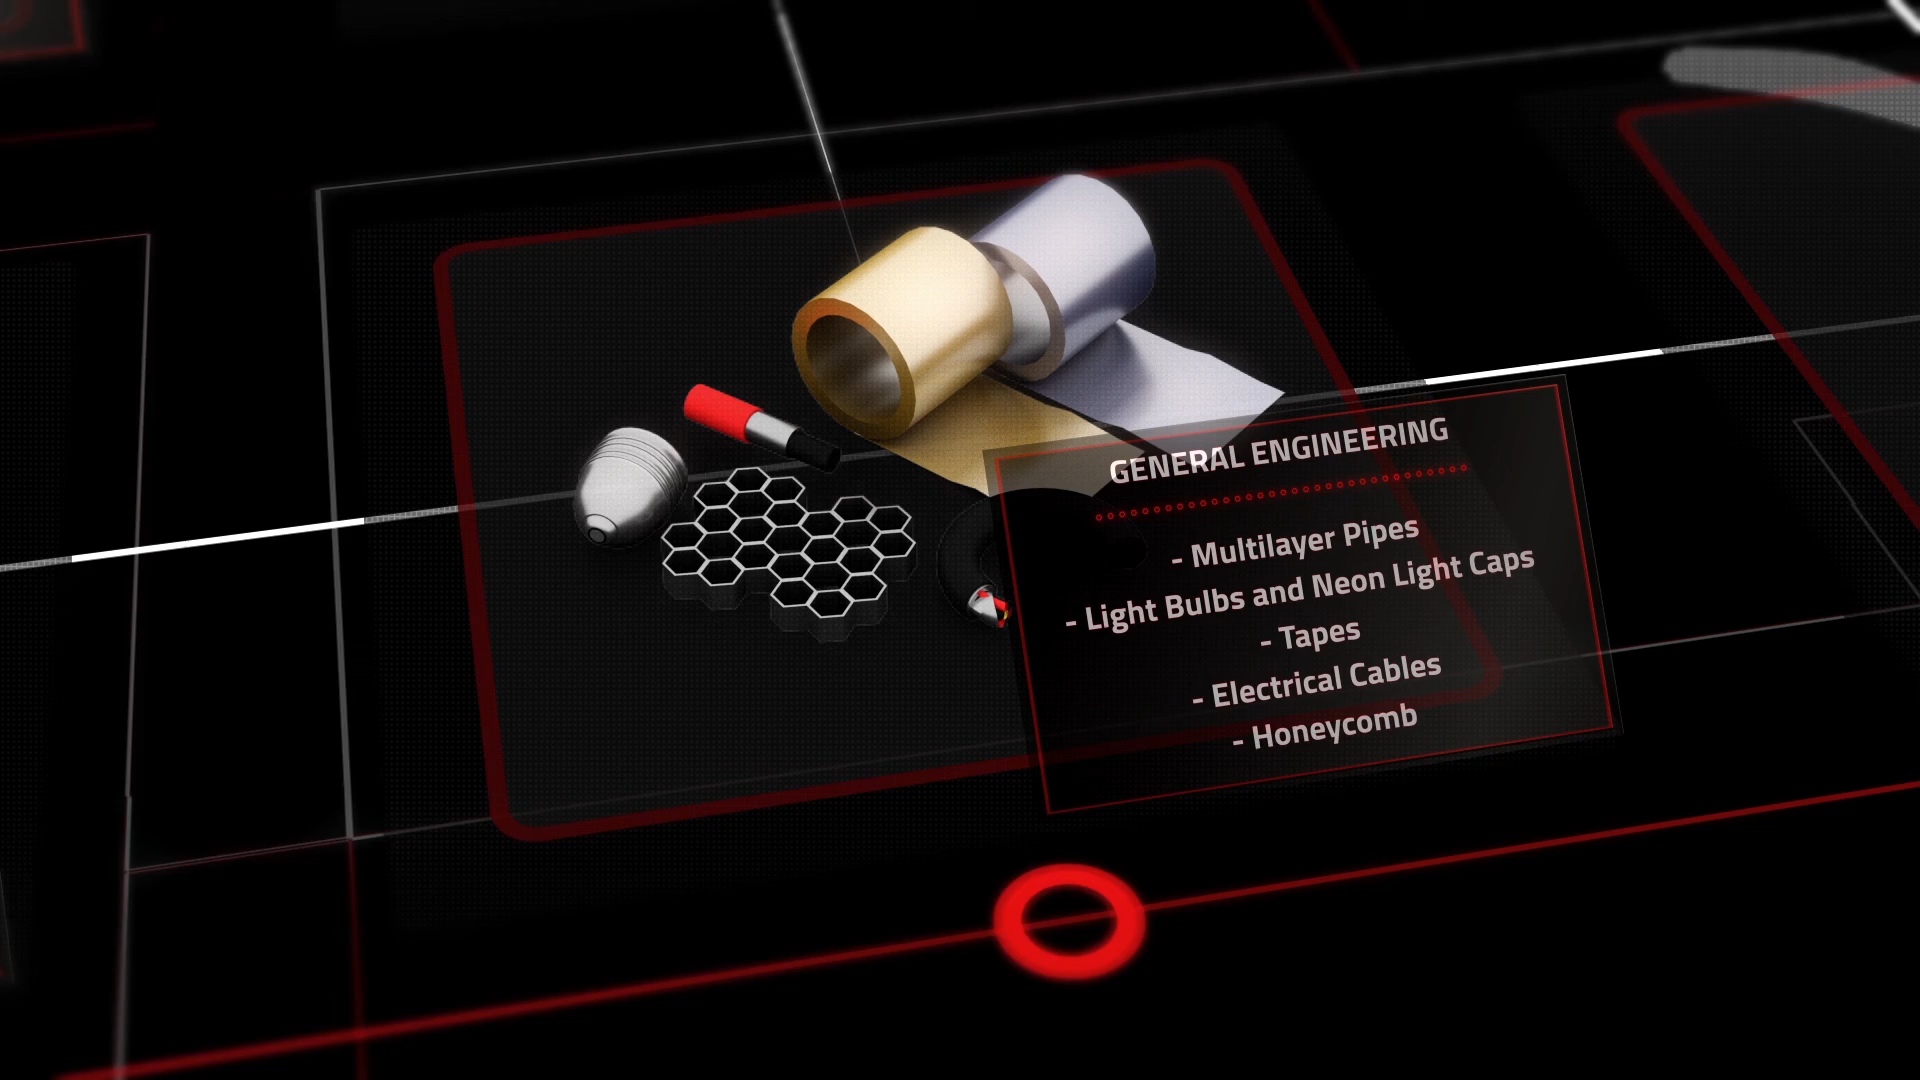 GENERAL ENGINEERING
- Multilayer Pipes
- Light Bulbs and Neon Light Caps
- Tapes
- Electrical Cables
- Honeycomb